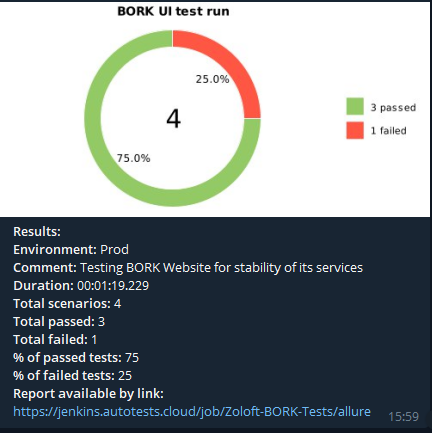 BORK UI test run
25.0%
4
75.0%
3 passed
1 failed
Results:
Environment: Prod
Comment: Testing BORK Website for stability of its services
Duration: 00:01:19.229
Total scenarios: 4
Total passed: 3
Total failed: 1
% of passed tests: 75
% of failed tests: 25
Report available by link:
https://jenkins.autotests.cloud/job/Zoloft-BORK-Tests/allure
15:59